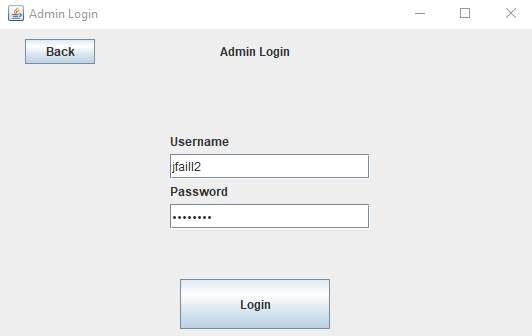 Admin Login
Back
Admin Login
Username
jfaill2
Password
••••••••
Login